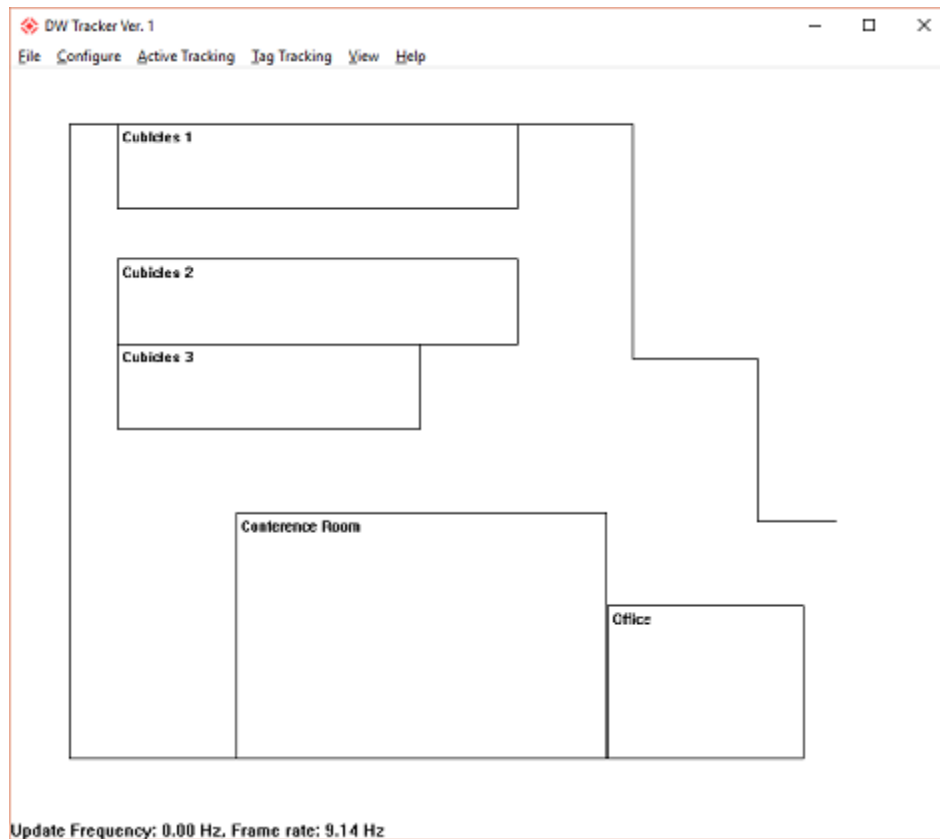 DW Tracker Ver. 1
File Configure Active Tracking Tag Tracking View Help
Cubicles 1
Cubicles 2
Cubicles 3
Conference Room
Office
Update Frequency: 0.00 Hz, Frame rate: 9.14 Hz